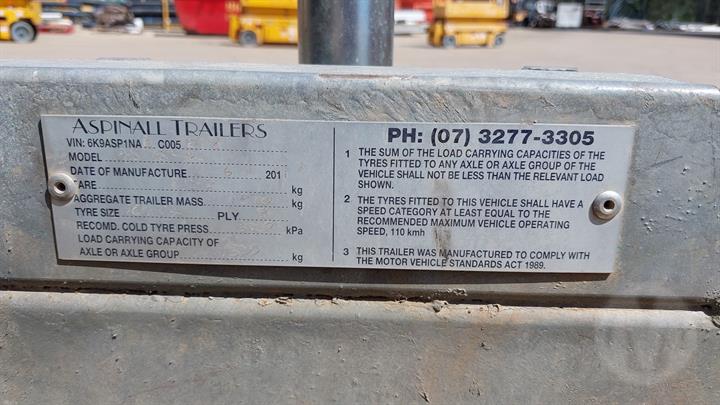 ASPINALL TRAILERS
VIN: 6K9ASP1NA C005
MODEL
DATE OF MANUFACTURE 201
TARE kg
AGGREGATE TRAILER MASS kg
TYRE SIZE PLY
RECOMD. COLD TYRE PRESS kPa
LOAD CARRYING CAPACITY OF
AXLE OR AXLE GROUP kg
PH: (07) 3277-3305
1 THE SUM OF THE LOAD CARRYING CAPACITIES OF THE
TYRES FITTED TO ANY AXLE OR AXLE GROUP OF THE
VEHICLE SHALL NOT BE LESS THAN THE RELEVANT LOAD
SHOWN.
2 THE TYRES FITTED TO THIS VEHICLE SHALL HAVE A
SPEED CATEGORY AT LEAST EQUAL TO THE
RECOMMENDED MAXIMUM VEHICLE OPERATING
SPEED, 110 kmh
3 THIS TRAILER WAS MANUFACTURED TO COMPLY WITH
THE MOTOR VEHICLE STANDARDS ACT 1989.